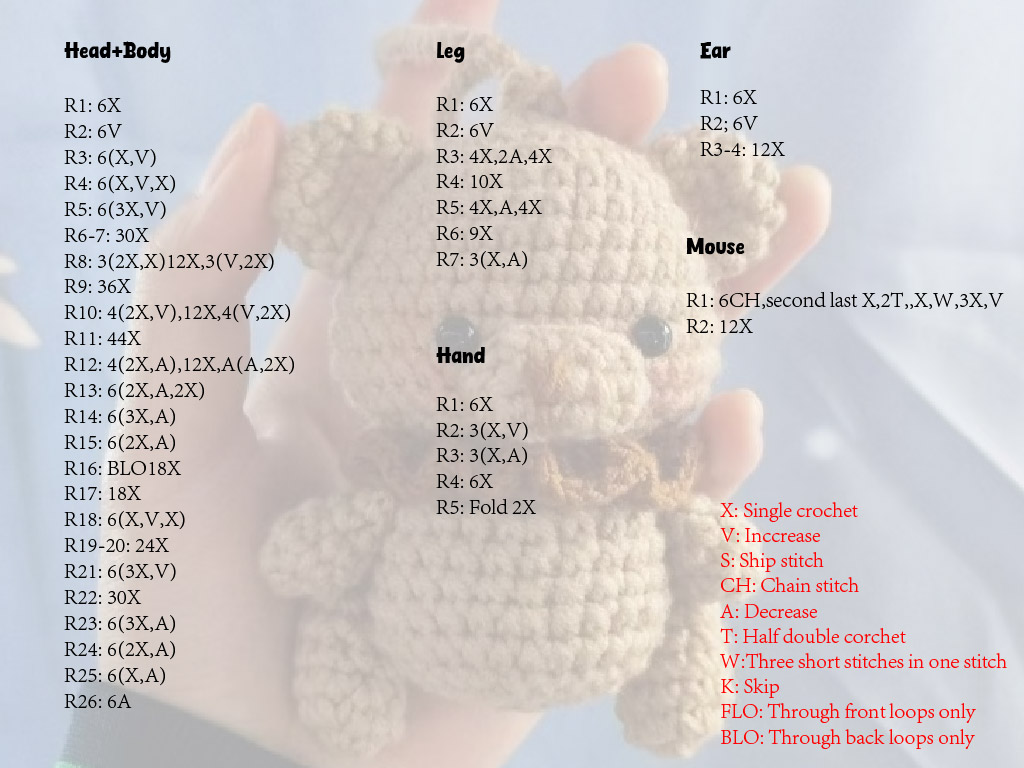 Head+Body
R1: 6X
R2: 6V
R3: 6(X,V)
R4: 6(X,V,X)
R5: 6(3X,V)
R6-7: 30X
R8: 3(2X,X)12X,3(V,2X)
R9: 36X
R10: 4(2X,V),12X,4(V,2X)
R11: 44X
R12: 4(2X,A),12X,A(A,2X)
R13: 6(2X,A,2X)
R14: 6(3X,A)
R15: 6(2X,A)
R16: BLO18X
R17: 18X
R18: 6(X,V,X)
R19-20: 24X
R21: 6(3X,V)
R22: 30X
R23: 6(3X,A)
R24: 6(2X,A)
R25: 6(X,A)
R26: 6A
Leg
R1: 6X
R2: 6V
R3: 4X,2A,4X
R4: 10X
R5: 4X,A,4X
R6: 9X
R7: 3(X,A)
Hand
R1: 6X
R2: 3(X,V)
R3: 3(X,A)
R4: 6X
R5: Fold 2X
Ear
R1: 6X
R2; 6V
R3-4: 12X
Mouse
R1: 6CH,second last X,2T,,X,W,3X,V
R2: 12X
X: Single crochet
V: Inccrease
S: Ship stitch
CH: Chain stitch
A: Decrease
T: Half double corchet
W:Three short stitches in one stitch
K: Skip
FLO: Through front loops only
BLO: Through back loops only